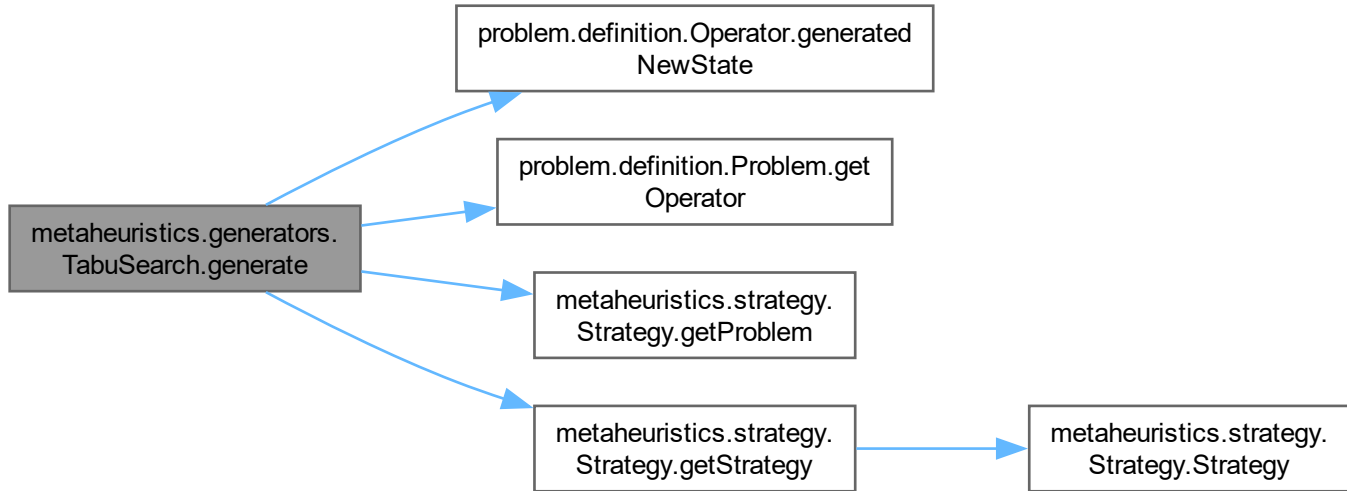 problem.definition.Operator.generated
NewState
problem.definition.Problem.get
Operator
metaheuristics.generators.
TabuSearch.generate
metaheuristics.strategy.
Strategy.getProblem
metaheuristics.strategy.
Strategy.getStrategy
metaheuristics.strategy.
Strategy.Strategy